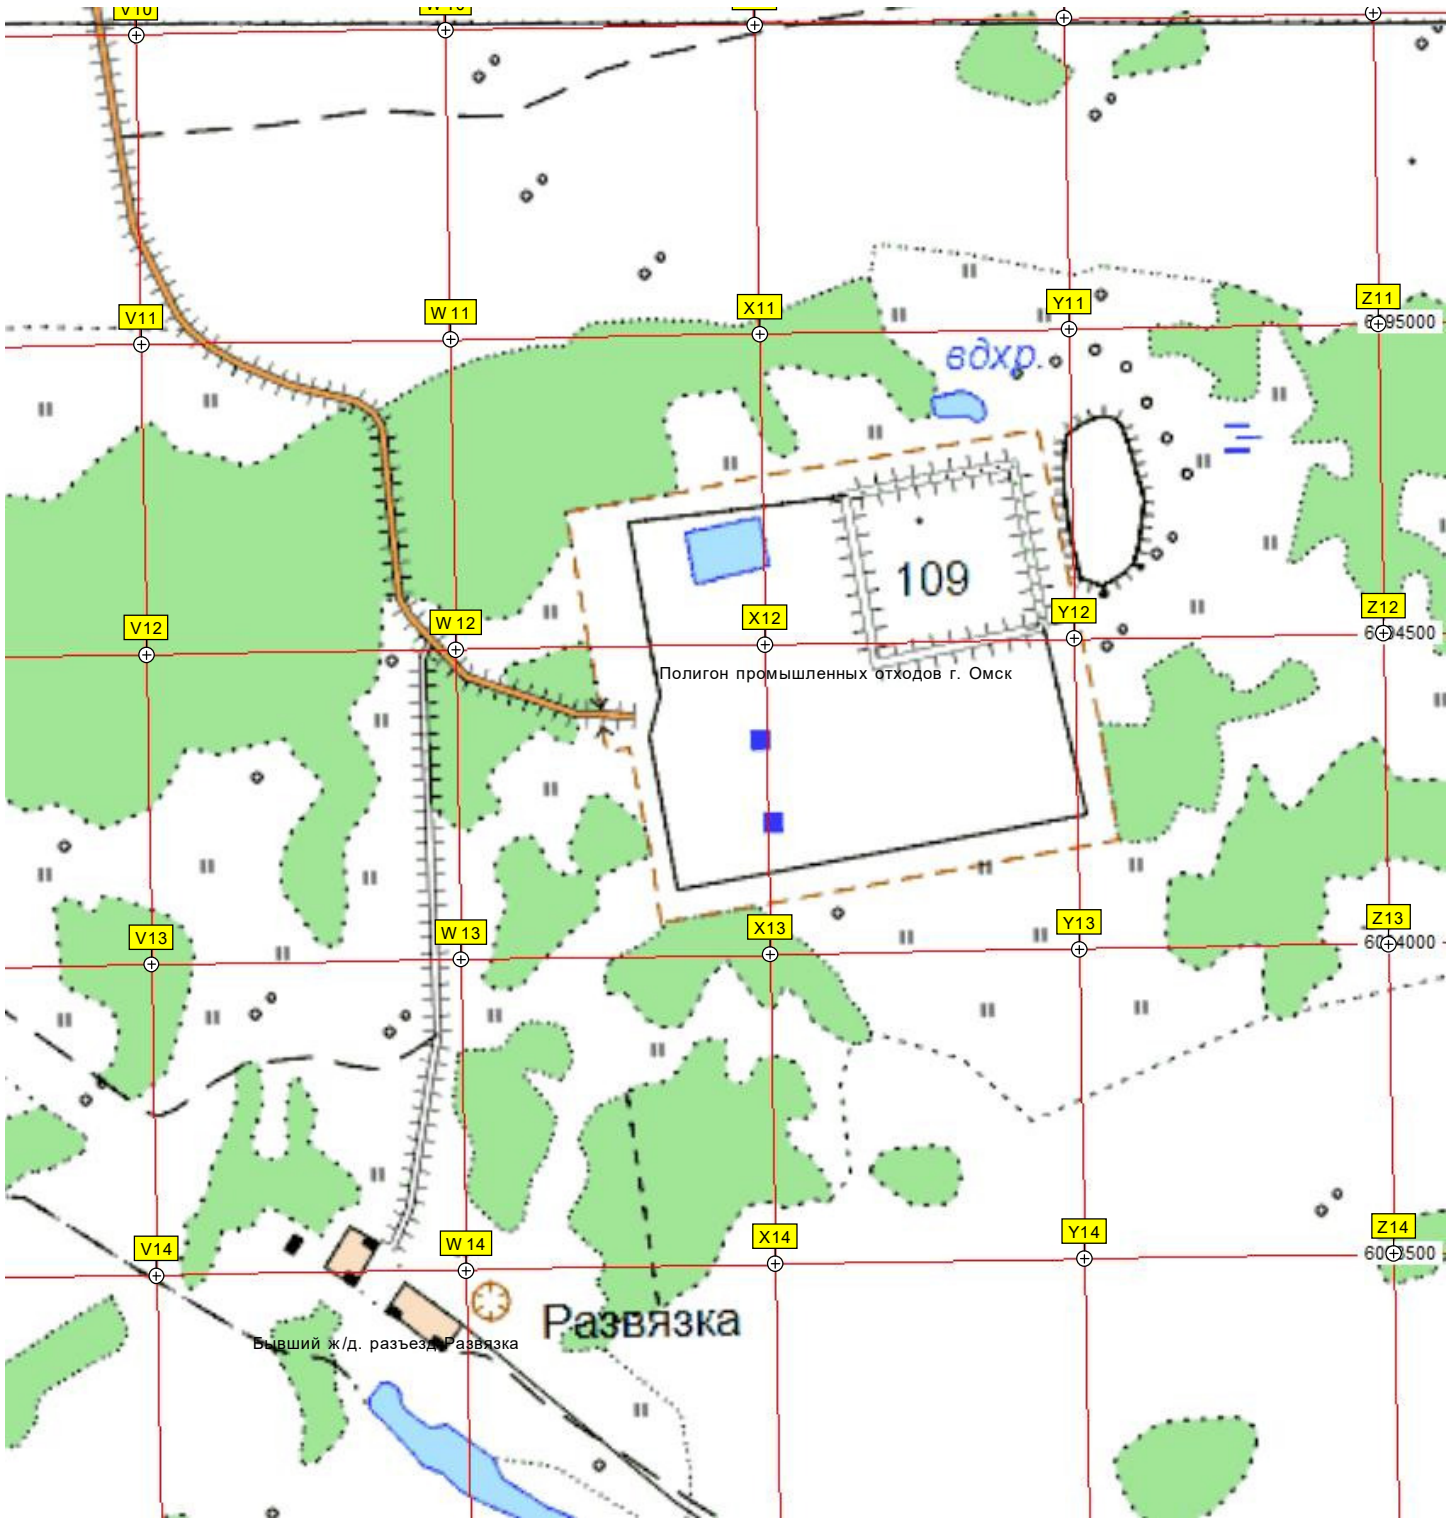 V10
V11
W 11
X11
Y11
Z11
вдхр.
109
V12
W 12
X12
Y12
Z12
Полигон промышленных отходов г. Омск
V13
W 13
X13
Y13
Z13
V14
W 14
X14
Y14
Z14
Развязка
Бывший ж/д. разъезд Развязка